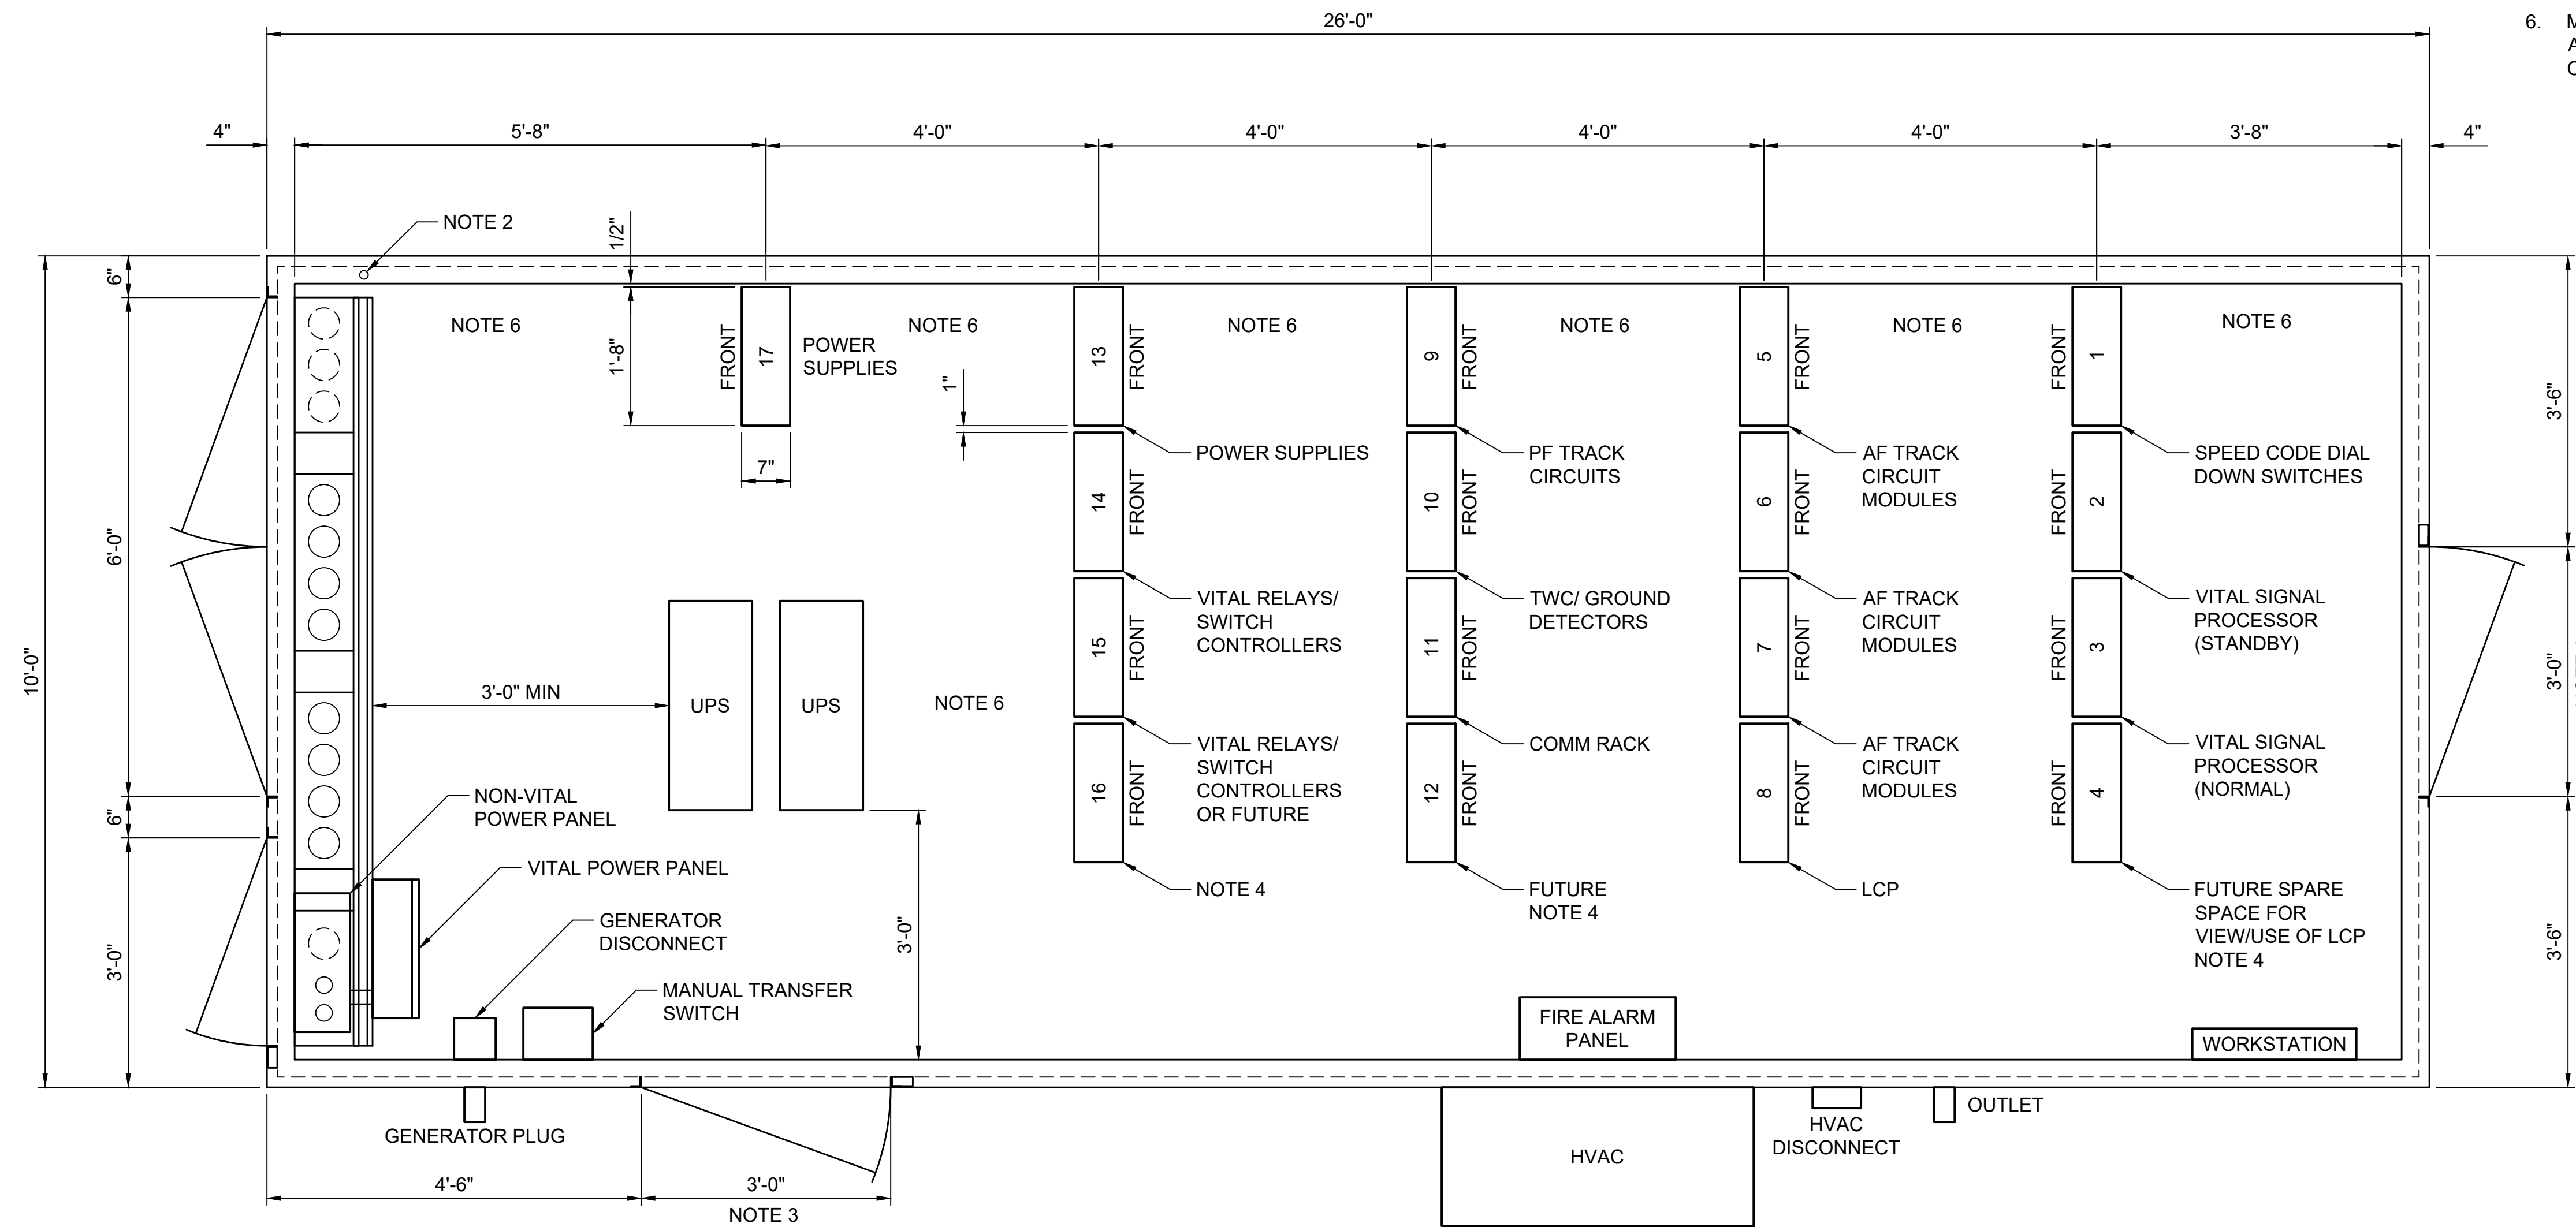 26'-0"
6.
4"
5'-8"
4'-0"
4'-0"
4'-0"
4'-0"
3'-8"
4"
NOTE 2
1/2"
6"
6'-0"
10'-0"
6"
3'-0"
NOTE 6
NOTE 6
NOTE 6
NOTE 6
NOTE 6
NOTE 6
1'-8"
FRONT
17
POWER
SUPPLIES
7"
1"
13
FRONT
POWER SUPPLIES
14
FRONT
VITAL RELAYS/
SWITCH
CONTROLLERS
15
FRONT
VITAL RELAYS/
SWITCH
CONTROLLERS
OR FUTURE
16
FRONT
NOTE 4
9
FRONT
PF TRACK
CIRCUITS
10
FRONT
TWC/ GROUND
DETECTORS
11
FRONT
COMM RACK
12
FRONT
FUTURE
NOTE 4
5
FRONT
AF TRACK
CIRCUIT
MODULES
6
FRONT
AF TRACK
CIRCUIT
MODULES
7
FRONT
AF TRACK
CIRCUIT
MODULES
8
FRONT
LCP
FRONT
1
SPEED CODE DIAL
DOWN SWITCHES
FRONT
2
VITAL SIGNAL
PROCESSOR
(STANDBY)
FRONT
3
VITAL SIGNAL
PROCESSOR
(NORMAL)
FRONT
4
FUTURE SPARE
SPACE FOR
VIEW/USE OF LCP
NOTE 4
3'-6"
3'-0"
3'-6"
3'-0" MIN
UPS
UPS
NOTE 6
NON-VITAL
POWER PANEL
VITAL POWER PANEL
GENERATOR
DISCONNECT
MANUAL TRANSFER
SWITCH
3'-0"
FIRE ALARM
PANEL
WORKSTATION
GENERATOR PLUG
HVAC
HVAC
DISCONNECT
OUTLET
4'-6"
3'-0"
NOTE 3